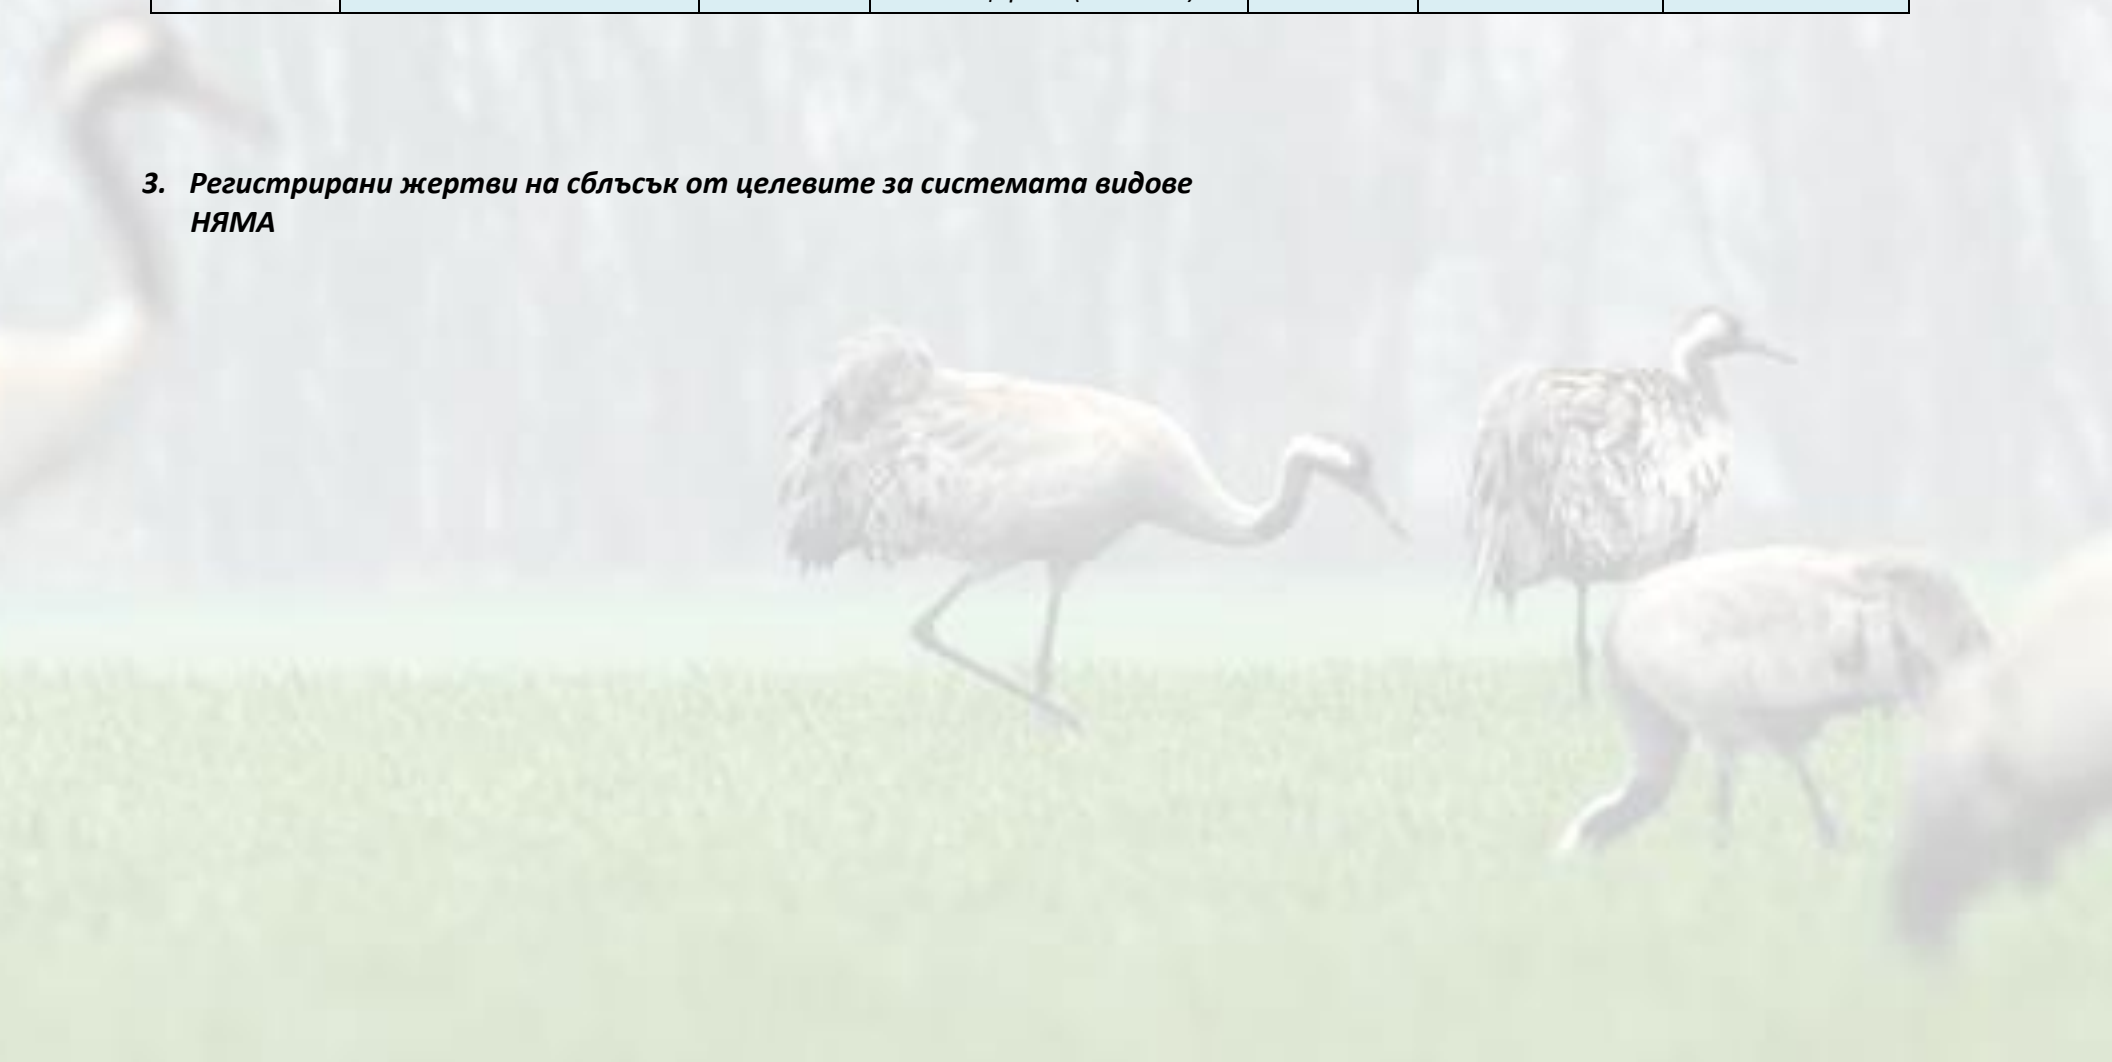 3. Регистрирани жертви на сблъсък от целевите за системата видове
НЯМА